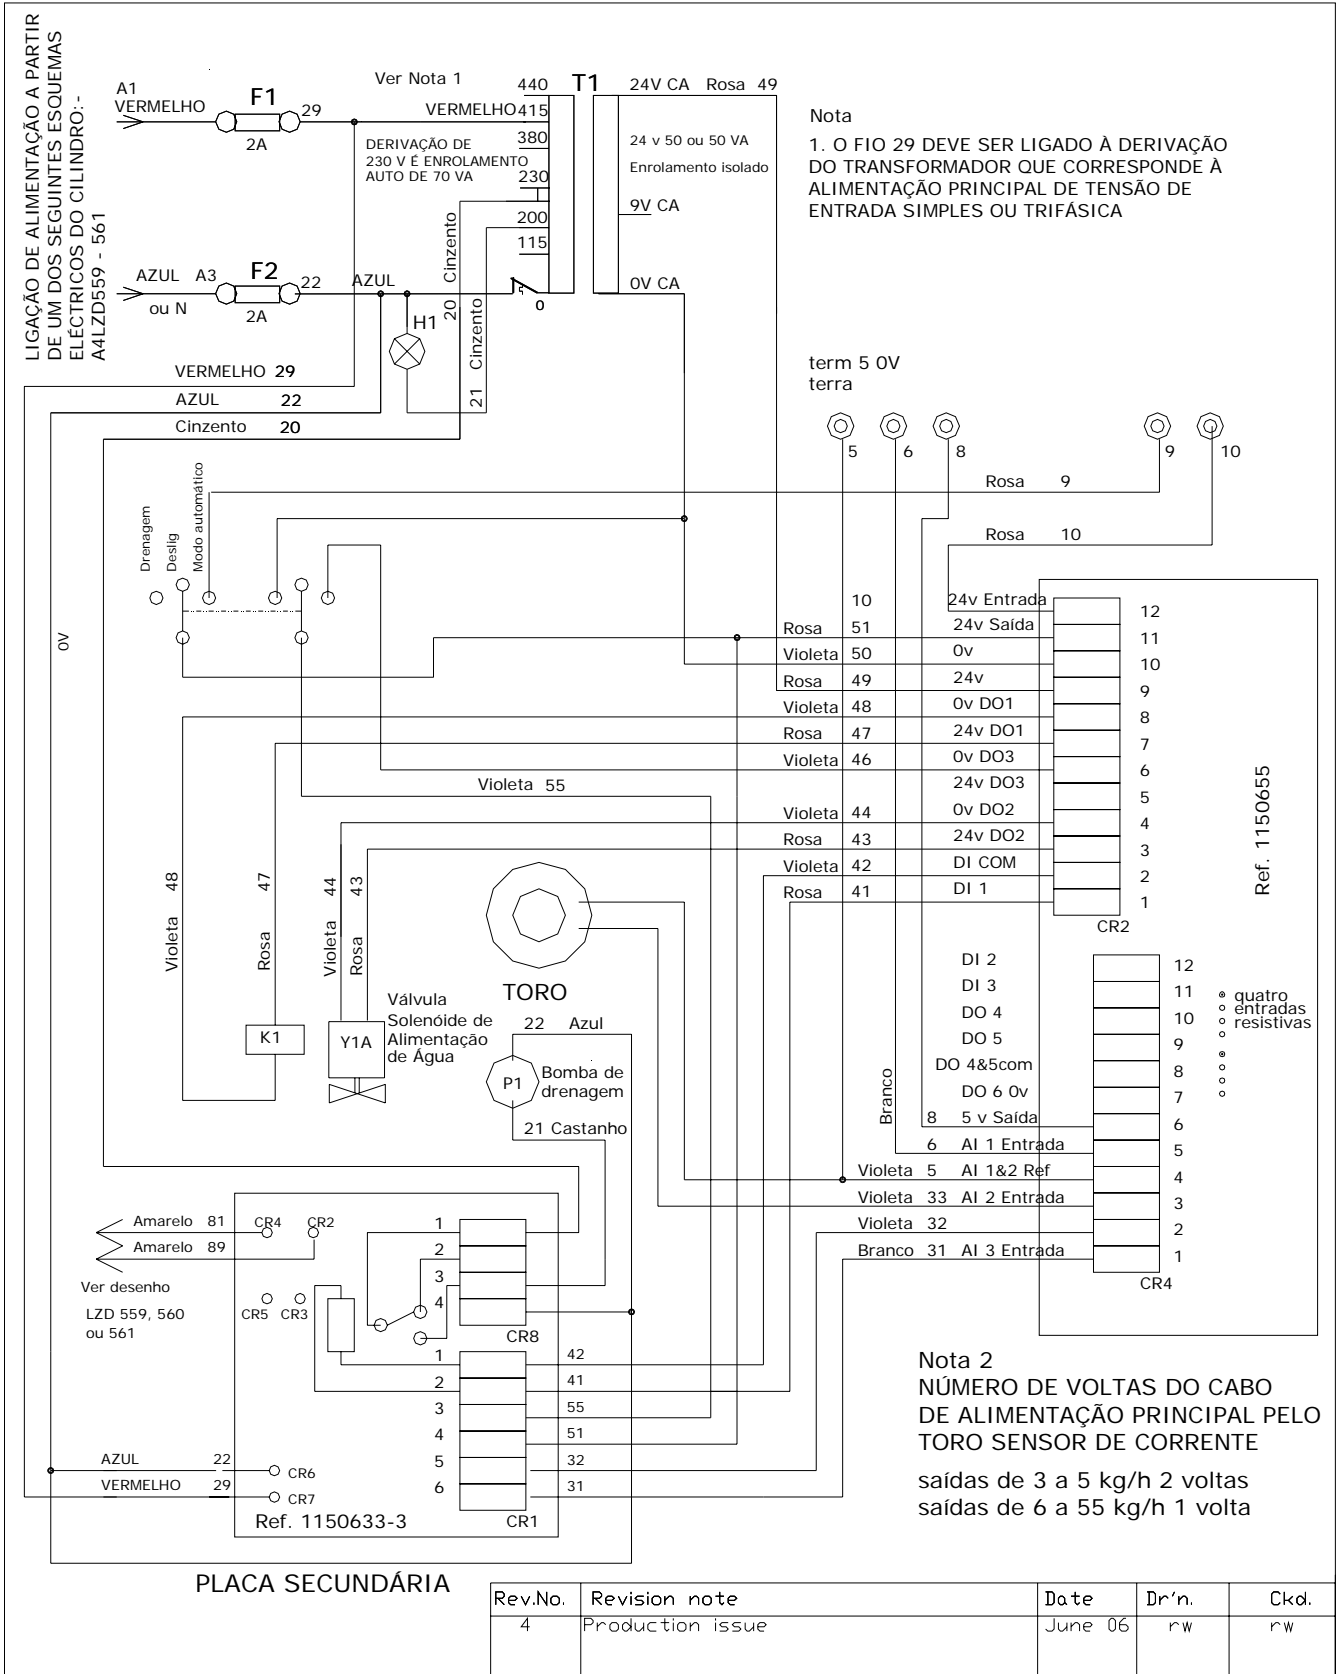 LIGAÇÃO DE ALIMENTAÇÃO A PARTIR
DE UM DOS SEGUINTES ESQUEMAS
ELÉCTRICOS DO CILINDRO:-
A4LZD559 - 561
A1
VERMELHO
F1
29
2A
Ver Nota 1
VERMELHO
DERIVAÇÃO DE
230 V É ENROLAMENTO
AUTO DE 70 VA
440
415
380
230
200
115
0
T1
24V CA
Rosa 49
24 v 50 ou 50 VA
Enrolamento isolado
9V CA
0V CA
Nota
1. O FIO 29 DEVE SER LIGADO À DERIVAÇÃO
DO TRANSFORMADOR QUE CORRESPONDE À
ALIMENTAÇÃO PRINCIPAL DE TENSÃO DE
ENTRADA SIMPLES OU TRIFÁSICA
AZUL A3
ou N
F2
22
2A
AZUL
H1
20 Cinzento
21 Cinzento
VERMELHO 29
AZUL 22
Cinzento 20
term 5 0V
terra
5
6
8
9
10
Rosa 9
Rosa 10
Drenagem
Deslig
Modo automático
0V
10 24v Entrada 12
Rosa 51 24v Saída 11
Violeta 50 0v 10
Rosa 49 24v 9
Violeta 48 0v DO1 8
Rosa 47 24v DO1 7
Violeta 46 0v DO3 6
24v DO3 5
Violeta 44 0v DO2 4
Rosa 43 24v DO2 3
Violeta 42 DI COM 2
Rosa 41 DI 1 1
CR2
Ref. 1150655
Violeta 55
Violeta 48
Rosa 47
Violeta 44
Rosa 43
TORO
K1
Y1A
Válvula
Solenóide de
Alimentação
de Água
22 Azul
P1
Bomba de
drenagem
21 Castanho
Branco
DI 2 12
DI 3 11
DO 4 10
DO 5 9
DO 4&5com 8
DO 6 0v 7
8 5 v Saída 6
6 AI 1 Entrada 5
Violeta 5 AI 1&2 Ref 4
Violeta 33 AI 2 Entrada 3
Violeta 32 2
Branco 31 AI 3 Entrada 1
CR4
quatro
entradas
resistivas
Amarelo 81
Amarelo 89
Ver desenho
LZD 559, 560
ou 561
CR4
CR2
CR5
CR3
1
2
3
4
CR8
1 42
2 41
3 55
4 51
5 32
6 31
CR1
AZUL 22
CR6
VERMELHO 29
CR7
Ref. 1150633-3
PLACA SECUNDÁRIA
Nota 2
NÚMERO DE VOLTAS DO CABO
DE ALIMENTAÇÃO PRINCIPAL PELO
TORO SENSOR DE CORRENTE
saídas de 3 a 5 kg/h 2 voltas
saídas de 6 a 55 kg/h 1 volta
Rev.No. Revision note Date Dr'n. Ckd.
4 Production issue June 06 rw rw